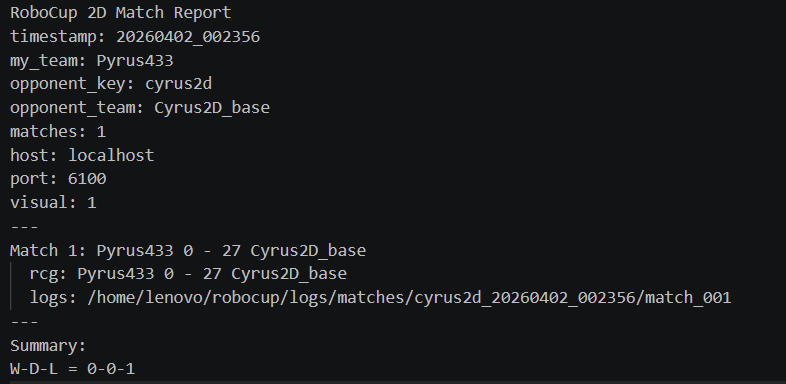 RoboCup 2D Match Report
timestamp: 20260402_002356
my_team: Pyrus433
opponent_key: cyrus2d
opponent_team: Cyrus2D_base
matches: 1
host: localhost
port: 6100
visual: 1
---
Match 1: Pyrus433 0 - 27 Cyrus2D_base
rcg: Pyrus433 0 - 27 Cyrus2D_base
logs: /home/lenovo/robocup/logs/matches/cyrus2d_20260402_002356/match_001
---
Summary:
W-D-L = 0-0-1